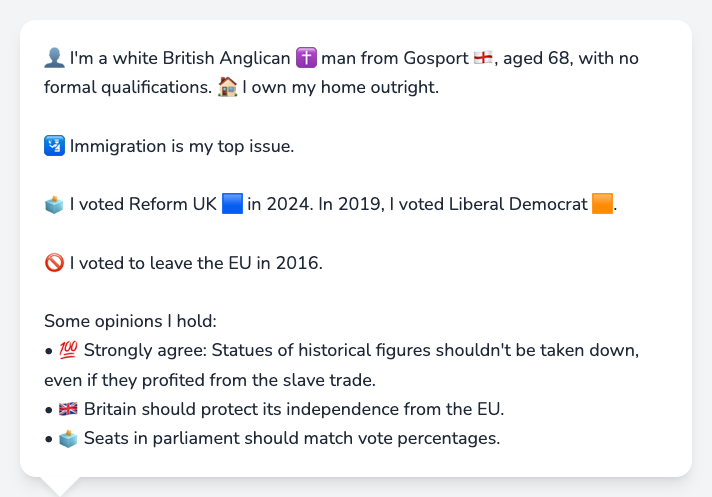 👤 I'm a white British Anglican ✝️ man from Gosport 🏴󠁧󠁢󠁥󠁮󠁧󠁿, aged 68, with no
formal qualifications. 🏠 I own my home outright.
🛂 Immigration is my top issue.
🗳️ I voted Reform UK 🟦 in 2024. In 2019, I voted Liberal Democrat 🟧.
🚫 I voted to leave the EU in 2016.
Some opinions I hold:
• 💯 Strongly agree: Statues of historical figures shouldn't be taken down,
even if they profited from the slave trade.
• 🇬🇧 Britain should protect its independence from the EU.
• 🗳️ Seats in parliament should match vote percentages.